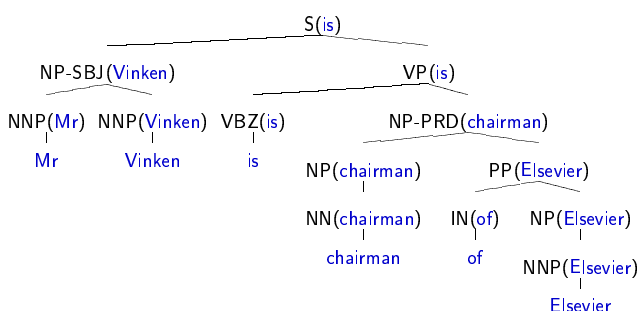 S(is)
NP-SBJ(Vinken) VP(is)
NNP(Mr) NNP(Vinken) VBZ(is) NP-PRD(chairman)
Mr Vinken is
NP(chairman) PP(Elsevier)
NN(chairman) IN(of) NP(Elsevier)
chairman of
NNP(Elsevier)
Elsevier